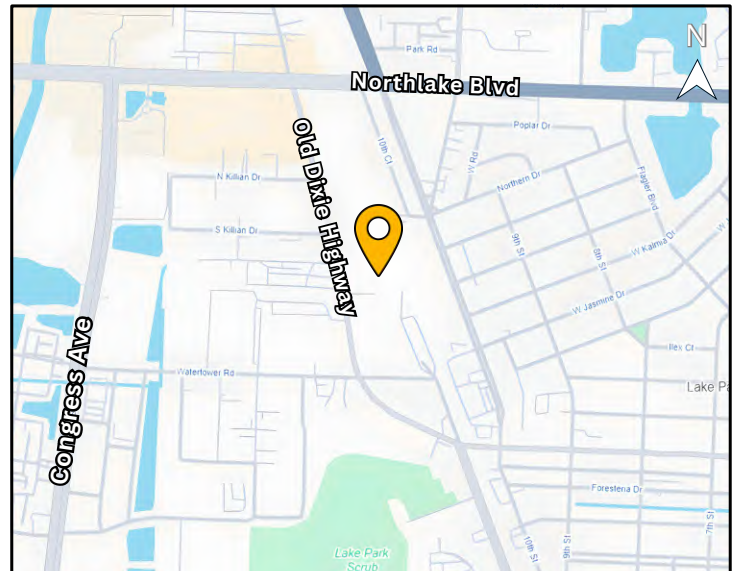 N
Park Rd
Northlake Blvd
Poplar Dr
10th Ct
Old Dixie Highway
W Rd
N Killian Dr
Northern Dr
Flagler Blvd
S Killian Dr
9th St
8th St
W Kalmia Dr
W Jasmine Dr
Congress Ave
Ilex Ct
Watertower Rd
Lake Pa
Foresteria Dr
7th St
10th St
9th St
Lake Park
Scrub